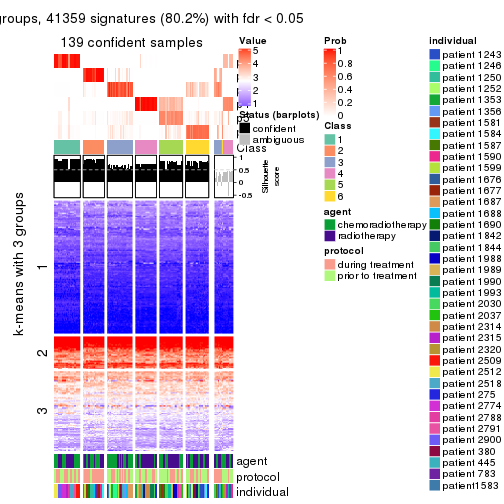 groups, 41359 signatures (80.2%) with fdr < 0.05
139 confident samples
k-means with 3 groups
1
2
3
Class
1
0.5
0
-0.5
Silhouette
score
agent
protocol
individual
Value
5
4
3
2
1
Status (barplots)
confident
ambiguous
Prob
1
0.8
0.6
0.4
0.2
0
Class
1
2
3
4
5
6
agent
chemoradiotherapy
radiotherapy
protocol
during treatment
prior to treatment
individual
patient 1243
patient 1246
patient 1250
patient 1252
patient 1353
patient 1356
patient 1581
patient 1584
patient 1587
patient 1590
patient 1599
patient 1676
patient 1677
patient 1687
patient 1688
patient 1690
patient 1842
patient 1844
patient 1988
patient 1989
patient 1990
patient 1993
patient 2030
patient 2037
patient 2314
patient 2315
patient 2320
patient 2509
patient 2512
patient 2518
patient 275
patient 2774
patient 2788
patient 2791
patient 2900
patient 380
patient 445
patient 783
patient1583